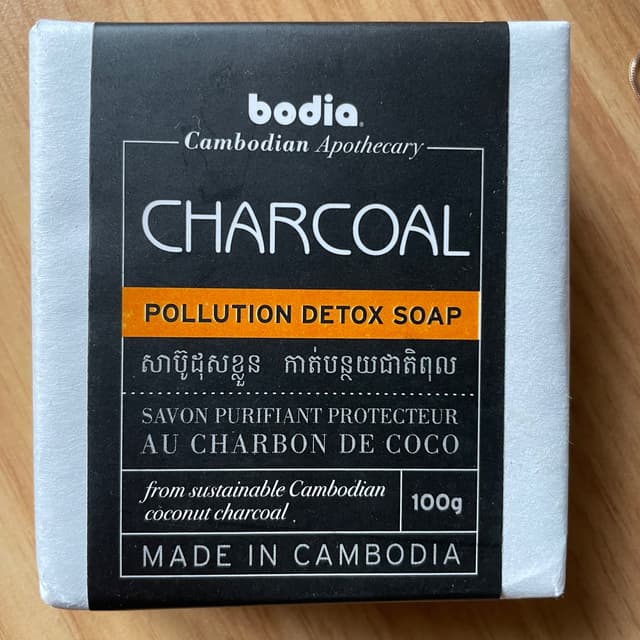 bodia
Cambodian Apothecary
CHARCOAL
POLLUTION DETOX SOAP
សាប៊ូដុសខ្លួន កាត់បន្ថយជាតិពុល
SAVON PURIFIANT PROTECTEUR
AU CHARBON DE COCO
from sustainable Cambodian
coconut charcoal
100g
MADE IN CAMBODIA